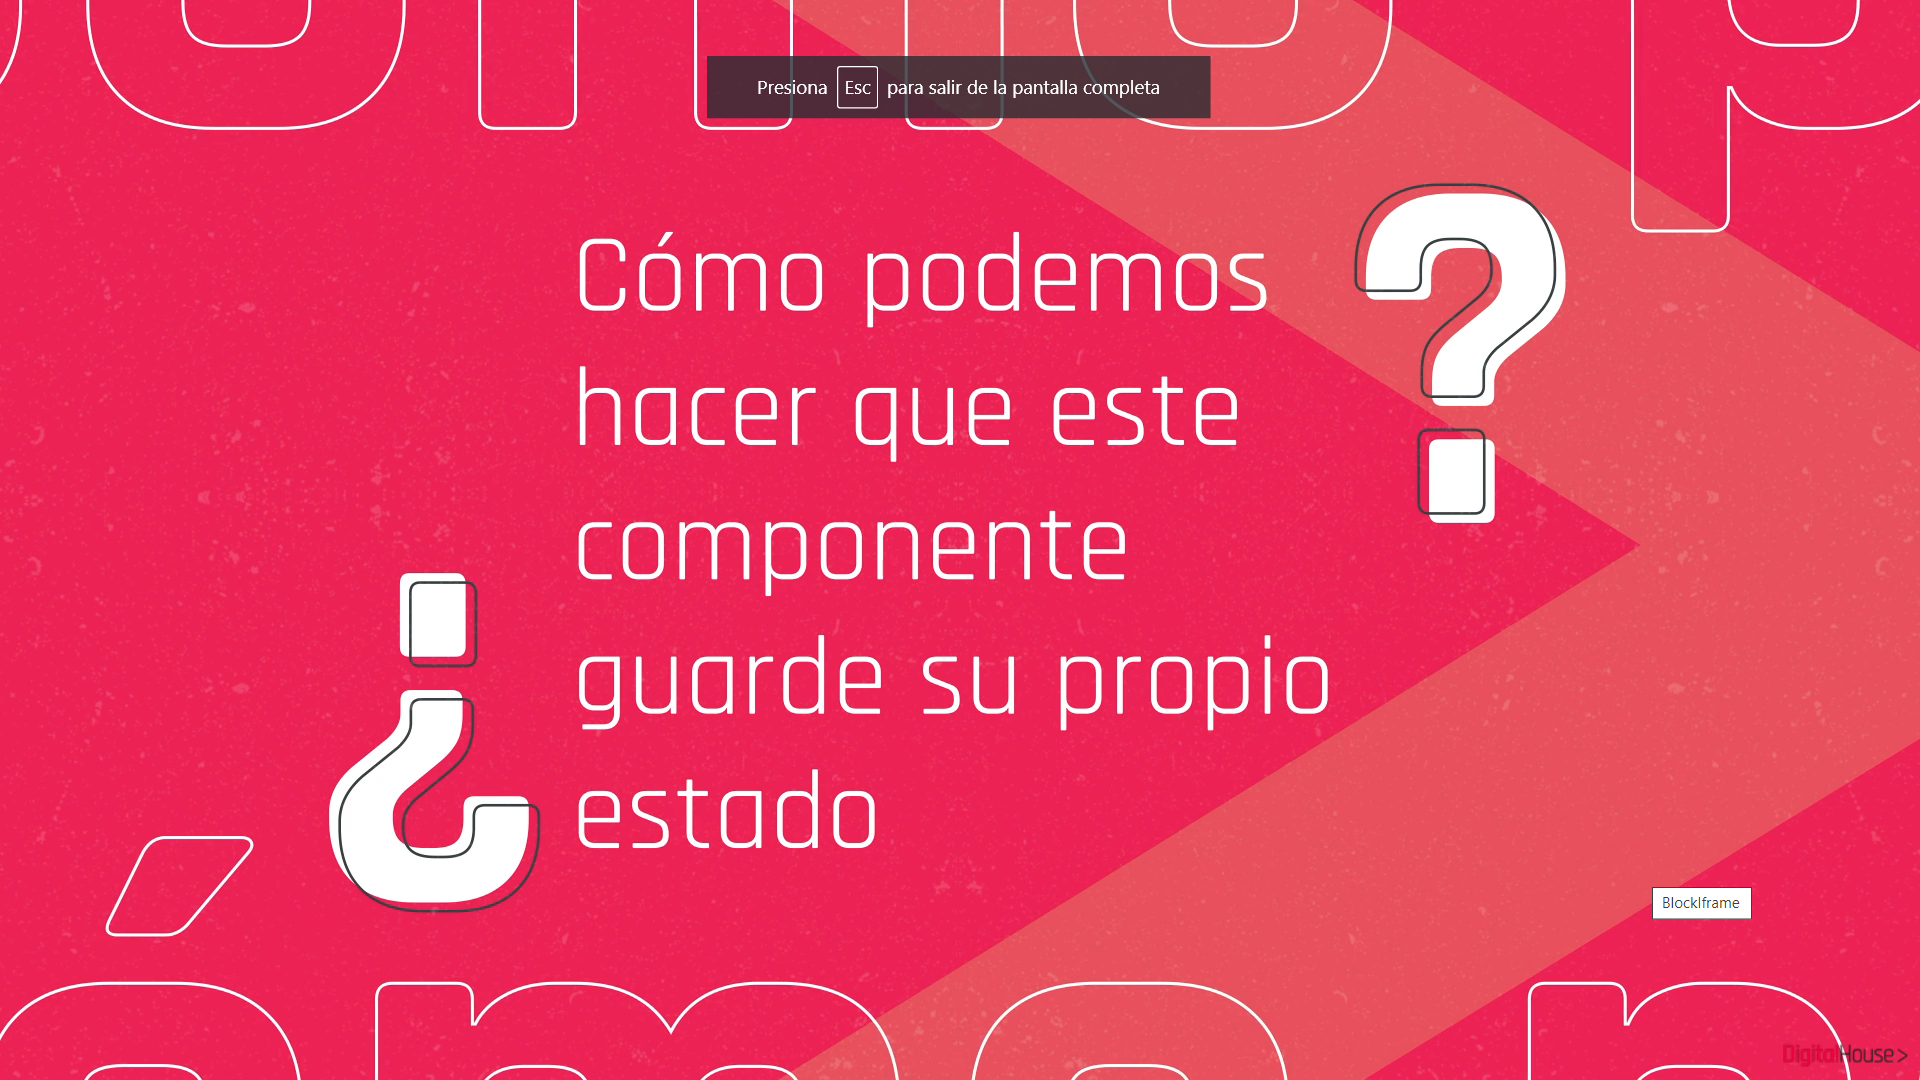 Presiona Esc para salir de la pantalla completa
¿
Cómo podemos
hacer que este
componente
guarde su propio
estado
?
BlockIframe
DigitalHouse>